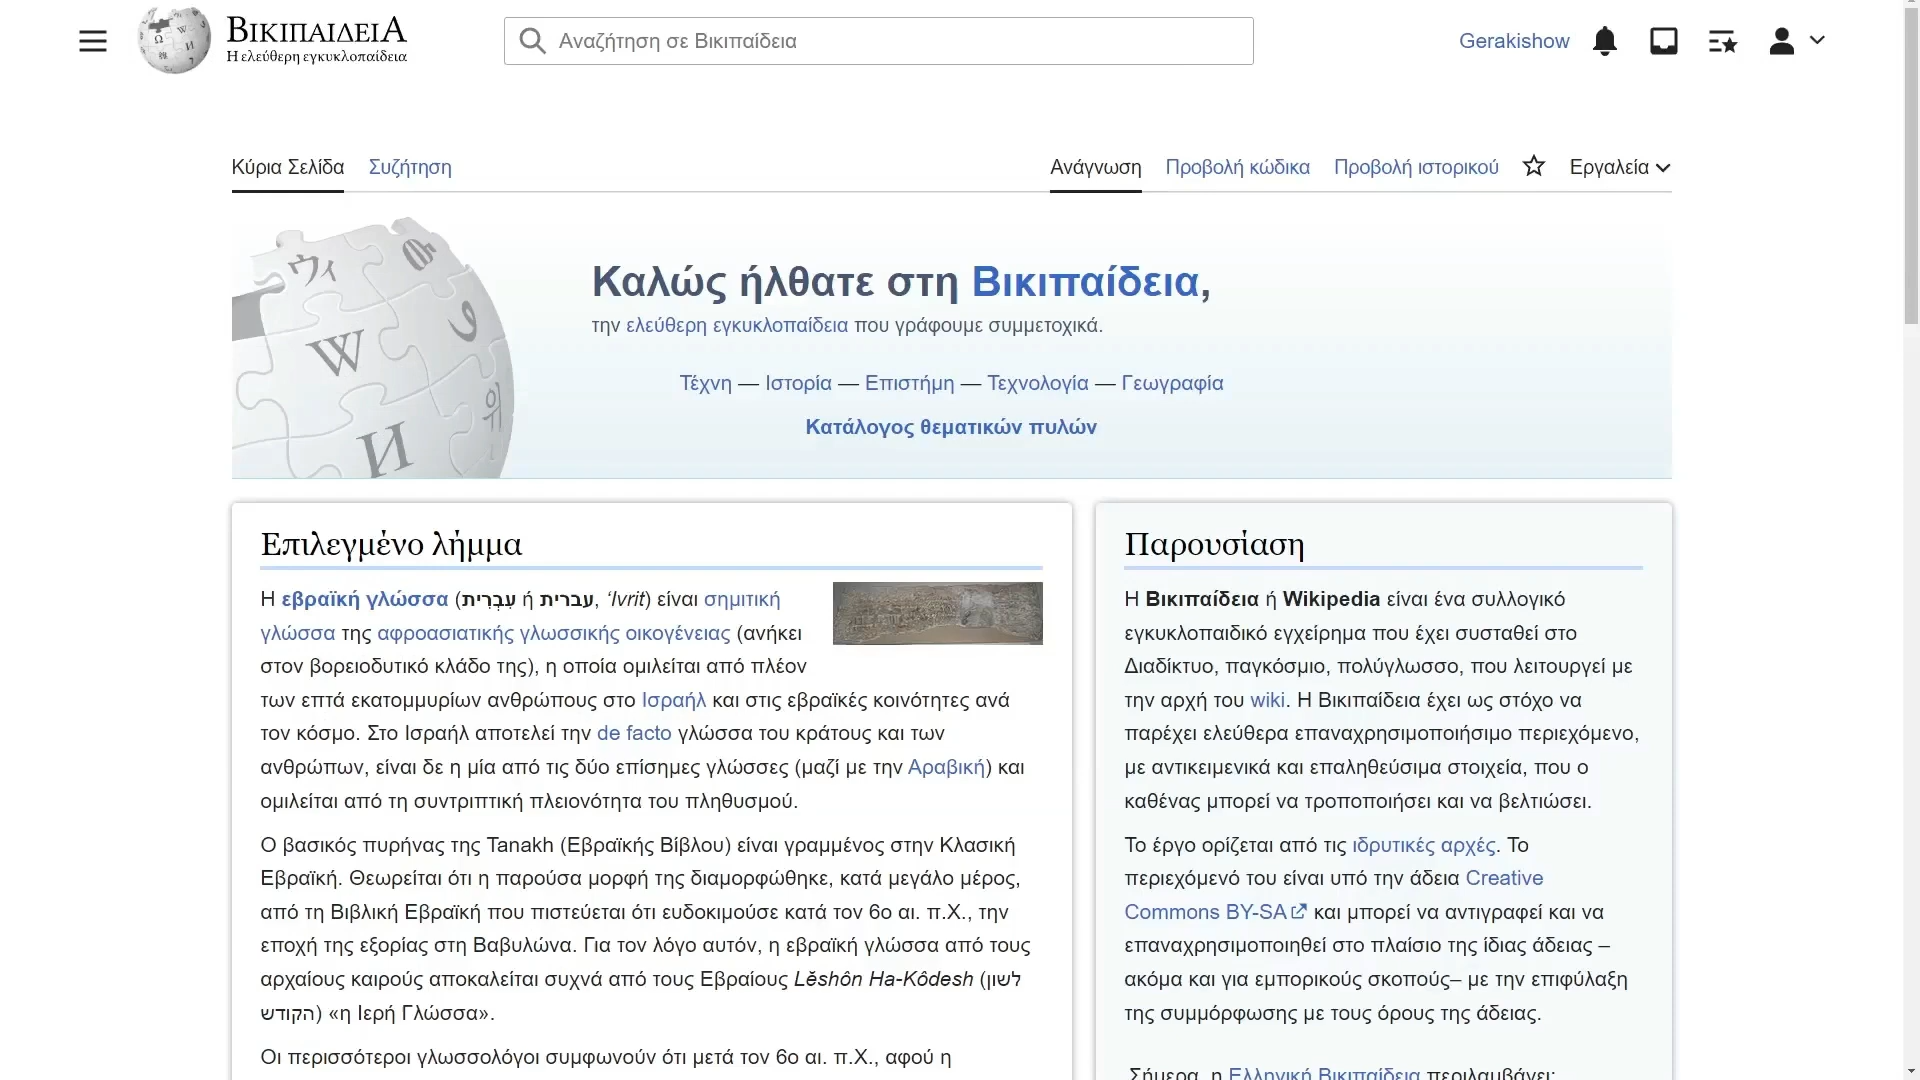 ΒΙΚΙΠΑΙΔΕΙΑ
Η ελεύθερη εγκυκλοπαίδεια
Αναζήτηση σε Βικιπαίδεια
Gerakishow
Κύρια Σελίδα Συζήτηση
Ανάγνωση Προβολή κώδικα Προβολή ιστορικού Εργαλεία
Καλώς ήλθατε στη Βικιπαίδεια,
την ελεύθερη εγκυκλοπαίδεια που γράφουμε συμμετοχικά.
Τέχνη — Ιστορία — Επιστήμη — Τεχνολογία — Γεωγραφία
Κατάλογος θεματικών πυλών
Επιλεγμένο λήμμα
Η εβραϊκή γλώσσα (עִבְרִית ή עברית, ‘Ivrit) είναι σημιτική
γλώσσα της αφροασιατικής γλωσσικής οικογένειας (ανήκει
στον βορειοδυτικό κλάδο της), η οποία ομιλείται από πλέον
των επτά εκατομμυρίων ανθρώπους στο Ισραήλ και στις εβραϊκές κοινότητες ανά
τον κόσμο. Στο Ισραήλ αποτελεί την de facto γλώσσα του κράτους και των
ανθρώπων, είναι δε η μία από τις δύο επίσημες γλώσσες (μαζί με την Αραβική) και
ομιλείται από τη συντριπτική πλειονότητα του πληθυσμού.
Ο βασικός πυρήνας της Tanakh (Εβραϊκής Βίβλου) είναι γραμμένος στην Κλασική
Εβραϊκή. Θεωρείται ότι η παρούσα μορφή της διαμορφώθηκε, κατά μεγάλο μέρος,
από τη Βιβλική Εβραϊκή που πιστεύεται ότι ευδοκιμούσε κατά τον 6ο αι. π.Χ., την
εποχή της εξορίας στη Βαβυλώνα. Για τον λόγο αυτόν, η εβραϊκή γλώσσα από τους
αρχαίους καιρούς αποκαλείται συχνά από τους Εβραίους Lĕshôn Ha-Kôdesh (לשון
הקודש) «η Ιερή Γλώσσα».
Οι περισσότεροι γλωσσολόγοι συμφωνούν ότι μετά τον 6ο αι. π.Χ., αφού η
Παρουσίαση
Η Βικιπαίδεια ή Wikipedia είναι ένα συλλογικό
εγκυκλοπαιδικό εγχείρημα που έχει συσταθεί στο
Διαδίκτυο, παγκόσμιο, πολύγλωσσο, που λειτουργεί με
την αρχή του wiki. Η Βικιπαίδεια έχει ως στόχο να
παρέχει ελεύθερα επαναχρησιμοποιήσιμο περιεχόμενο,
με αντικειμενικά και επαληθεύσιμα στοιχεία, που ο
καθένας μπορεί να τροποποιήσει και να βελτιώσει.
Το έργο ορίζεται από τις ιδρυτικές αρχές. Το
περιεχόμενό του είναι υπό την άδεια Creative
Commons BY-SA και μπορεί να αντιγραφεί και να
επαναχρησιμοποιηθεί στο πλαίσιο της ίδιας άδειας –
ακόμα και για εμπορικούς σκοπούς– με την επιφύλαξη
της συμμόρφωσης με τους όρους της άδειας.
Σήμερα, η Ελληνική Βικιπαίδεια περιλαμβάνει: